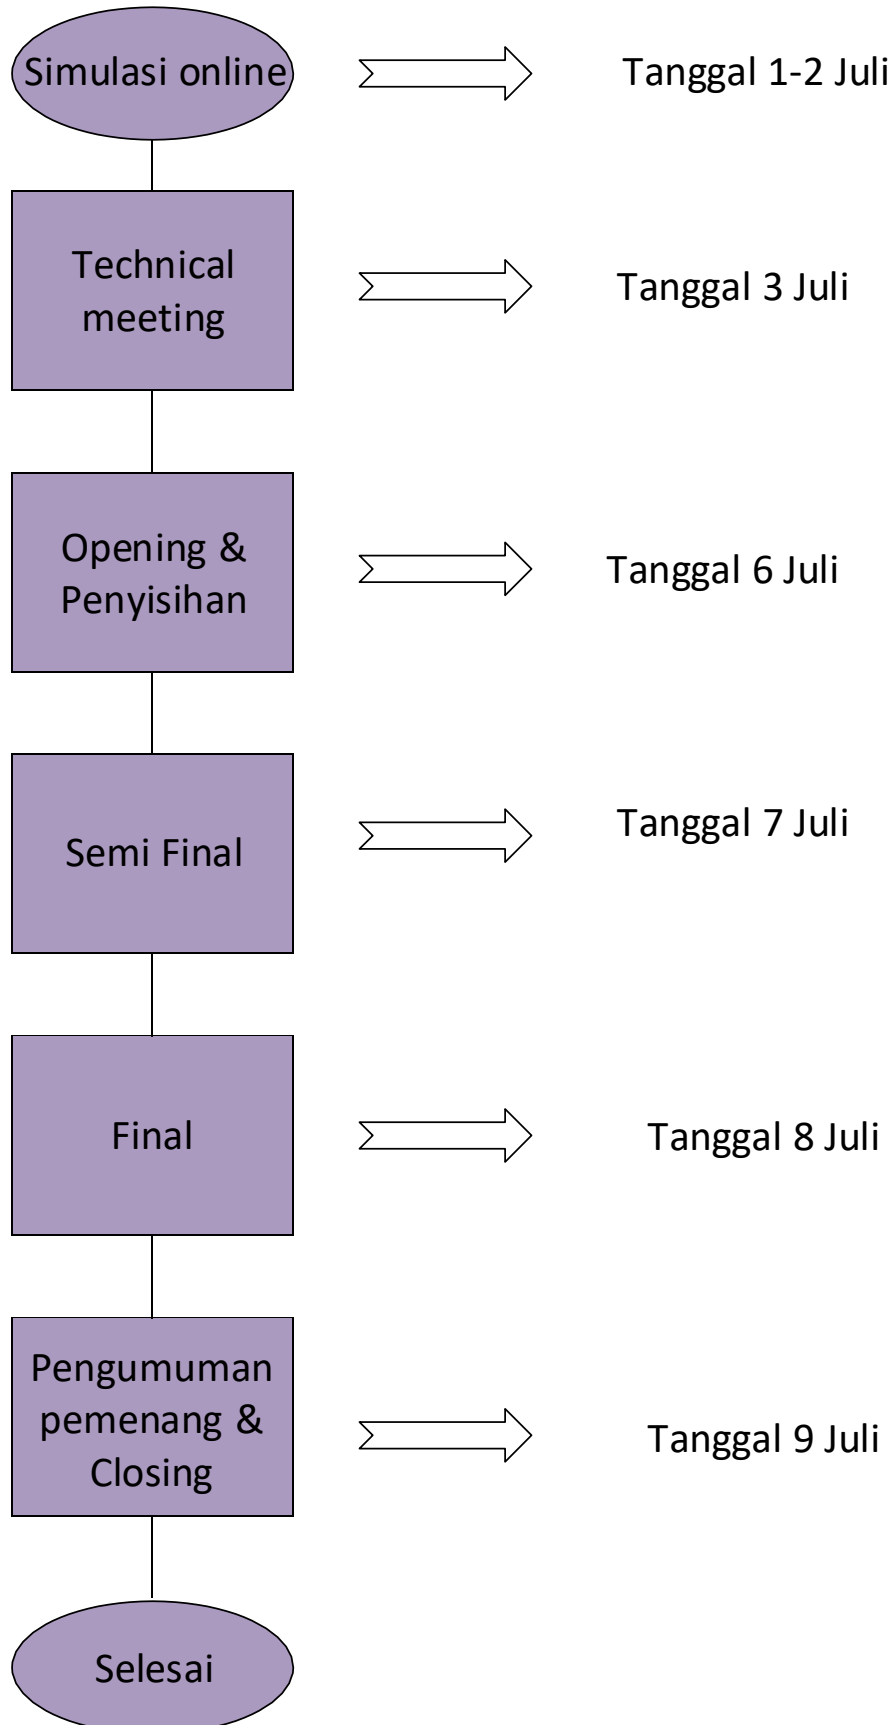 Simulasi online
Tanggal 1-2 Juli
Technical
meeting
Tanggal 3 Juli
Opening &
Penyisihan
Tanggal 6 Juli
Semi Final
Tanggal 7 Juli
Final
Tanggal 8 Juli
Pengumuman
pemenang &
Closing
Tanggal 9 Juli
Selesai